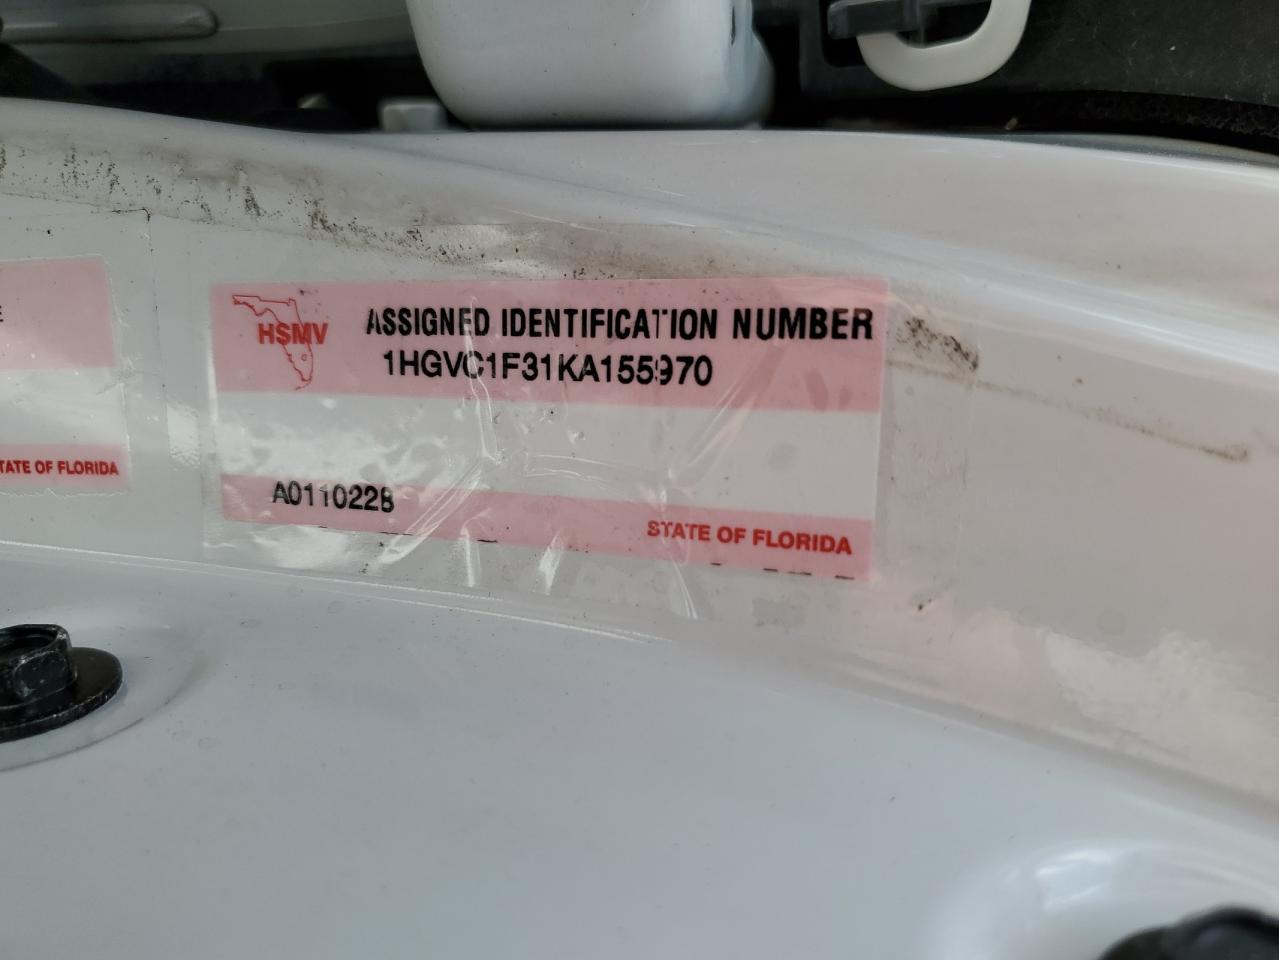 E
TATE OF FLORIDA
HSMV
ASSIGNED IDENTIFICATION NUMBER
1HGVC1F31KA155970
A0110228
STATE OF FLORIDA